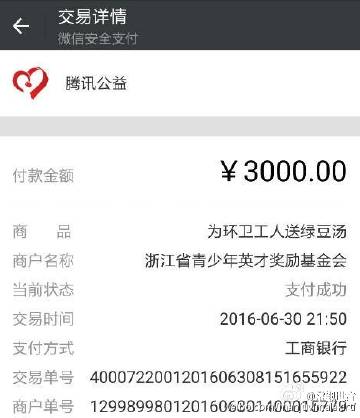 交易详情
微信安全支付
腾讯公益
付款金额 ￥3000.00
商 品 为环卫工人送绿豆汤
商户名称 浙江省青少年英才奖励基金会
当前状态 支付成功
交易时间 2016-06-30 21:50
支付方式 工商银行
交易单号 4000722001201606308151655922
商户单号